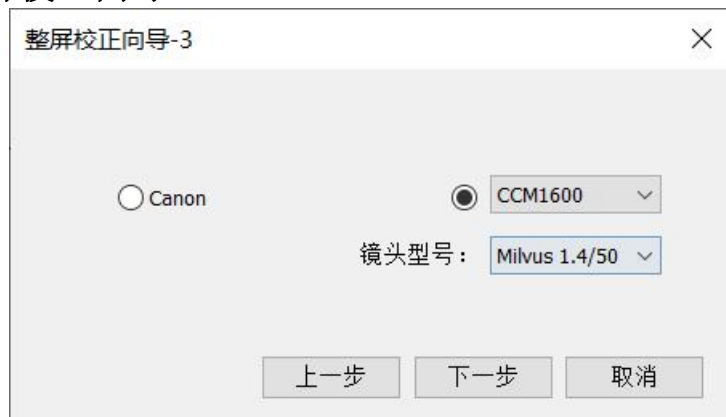 整屏校正向导-3
Canon
CCM1600
镜头型号：
Milvus 1.4/50
上一步
下一步
取消